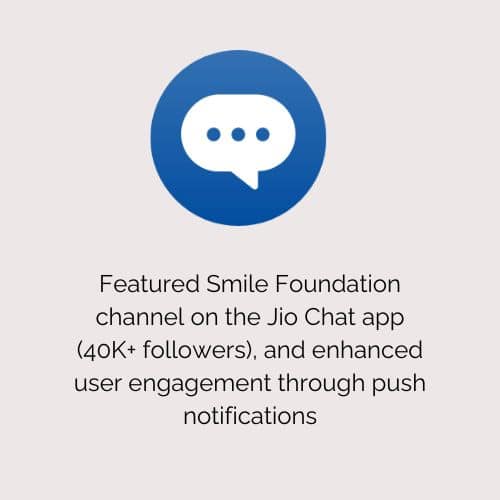 Featured Smile Foundation
channel on the Jio Chat app
(40K+ followers), and enhanced
user engagement through push
notifications